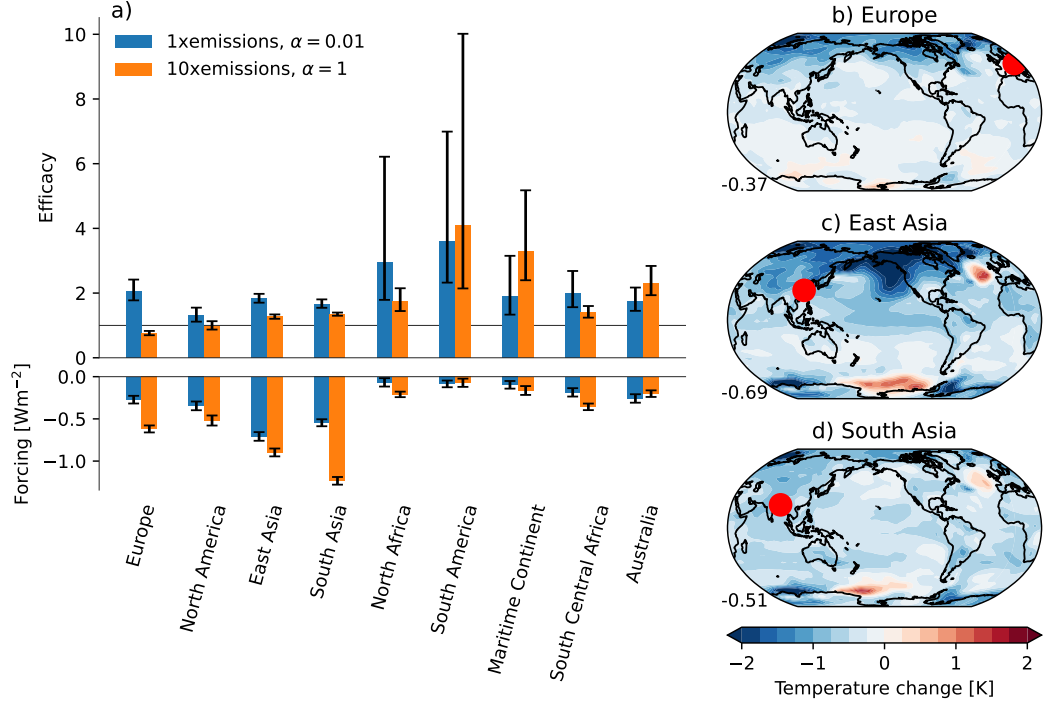 a)
1xemissions, α = 0.01
10xemissions, α = 1
10
8
6
4
2
0
Efficacy
0.0
−0.5
−1.0
Forcing [Wm⁻²]
Europe
North America
East Asia
South Asia
North Africa
South America
Maritime Continent
South Central Africa
Australia
b) Europe
-0.37
c) East Asia
-0.69
d) South Asia
-0.51
−2 −1 0 1 2
Temperature change [K]